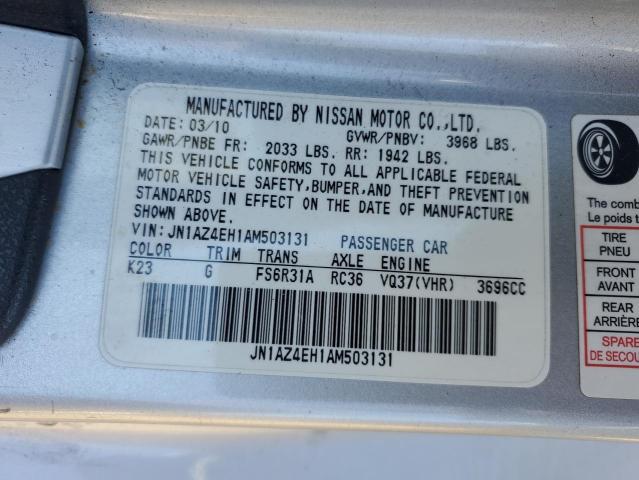 MANUFACTURED BY NISSAN MOTOR CO.,LTD.
DATE: 03/10 GVWR/PNBV: 3968 LBS.
GAWR/PNBE FR: 2033 LBS. RR: 1942 LBS.
THIS VEHICLE CONFORMS TO ALL APPLICABLE FEDERAL
MOTOR VEHICLE SAFETY,BUMPER,AND THEFT PREVENTION
STANDARDS IN EFFECT ON THE DATE OF MANUFACTURE
SHOWN ABOVE.
VIN: JN1AZ4EH1AM503131 PASSENGER CAR
COLOR TRIM TRANS AXLE ENGINE
K23 G FS6R31A RC36 VQ37(VHR) 3696CC
JN1AZ4EH1AM503131
The comb
Le poids t
TIRE
PNEU
FRONT
AVANT
REAR
ARRIÈRE
SPARE
DE SECOU